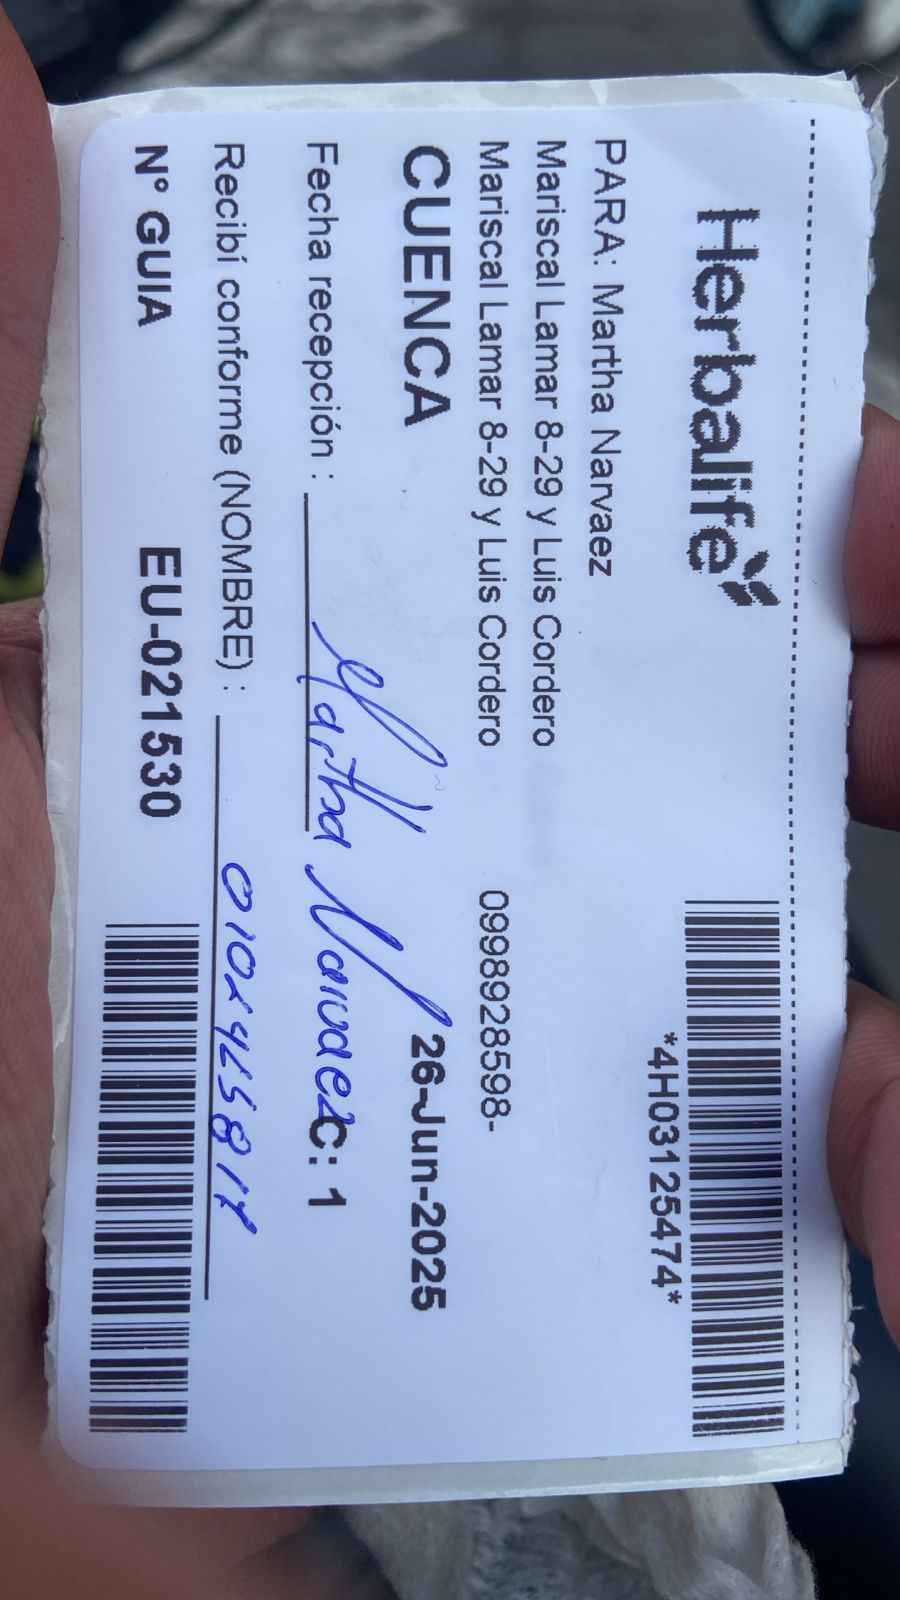 Herbalife
*4H03125474*
PARA: Martha Narvaez
Mariscal Lamar 8-29 y Luis Cordero
Mariscal Lamar 8-29 y Luis Cordero 0998928598-
CUENCA 26-Jun-2025
Martha Narvaez
Fecha recepción : C: 1
Recibí conforme (NOMBRE) :
N° GUIA EU-021530